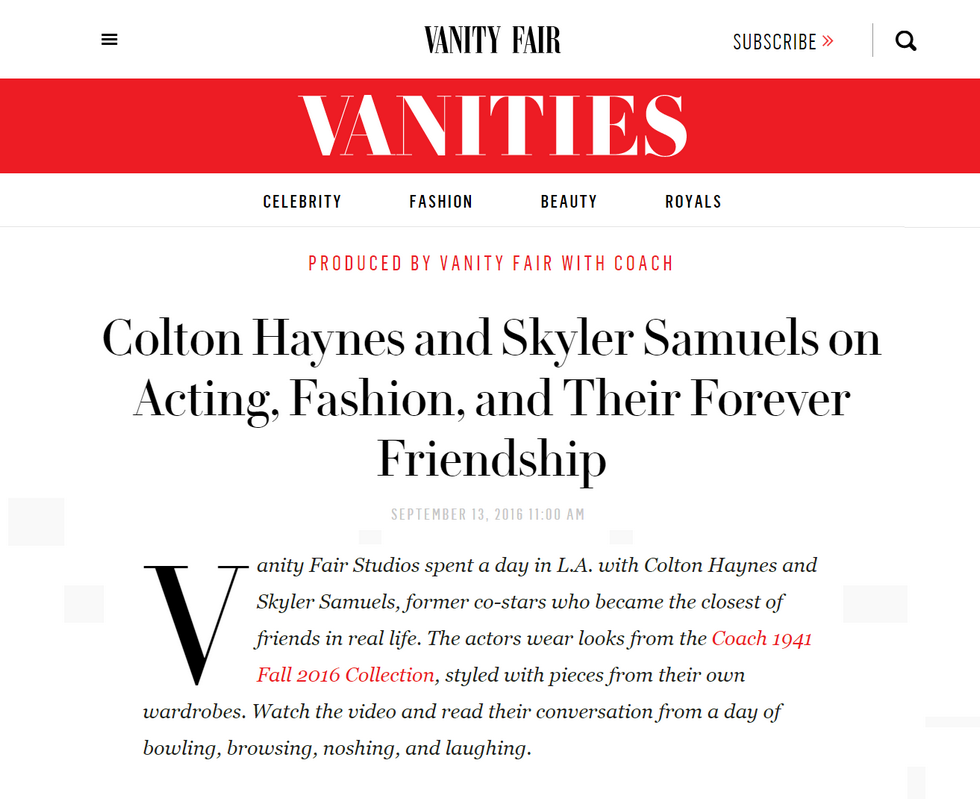 VANITY FAIR
SUBSCRIBE »
VANITIES
CELEBRITY FASHION BEAUTY ROYALS
PRODUCED BY VANITY FAIR WITH COACH
Colton Haynes and Skyler Samuels on
Acting, Fashion, and Their Forever
Friendship
SEPTEMBER 13, 2016 11:00 AM
Vanity Fair Studios spent a day in L.A. with Colton Haynes and
Skyler Samuels, former co-stars who became the closest of
friends in real life. The actors wear looks from the Coach 1941
Fall 2016 Collection, styled with pieces from their own
wardrobes. Watch the video and read their conversation from a day of
bowling, browsing, noshing, and laughing.